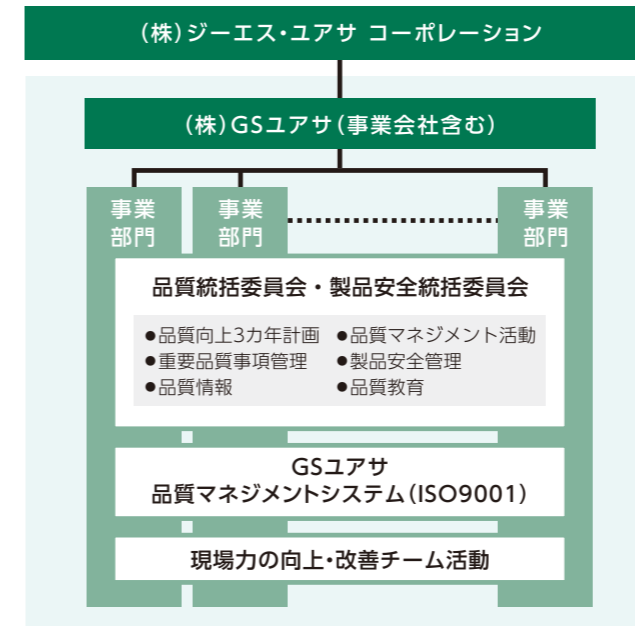 (株)ジーエス・ユアサ コーポレーション
(株)GSユアサ(事業会社含む)
事業
部門
事業
部門
事業
部門
品質統括委員会・製品安全統括委員会
●品質向上3カ年計画
●重要品質事項管理
●品質情報
●品質マネジメント活動
●製品安全管理
●品質教育
GSユアサ
品質マネジメントシステム(ISO9001)
現場力の向上・改善チーム活動